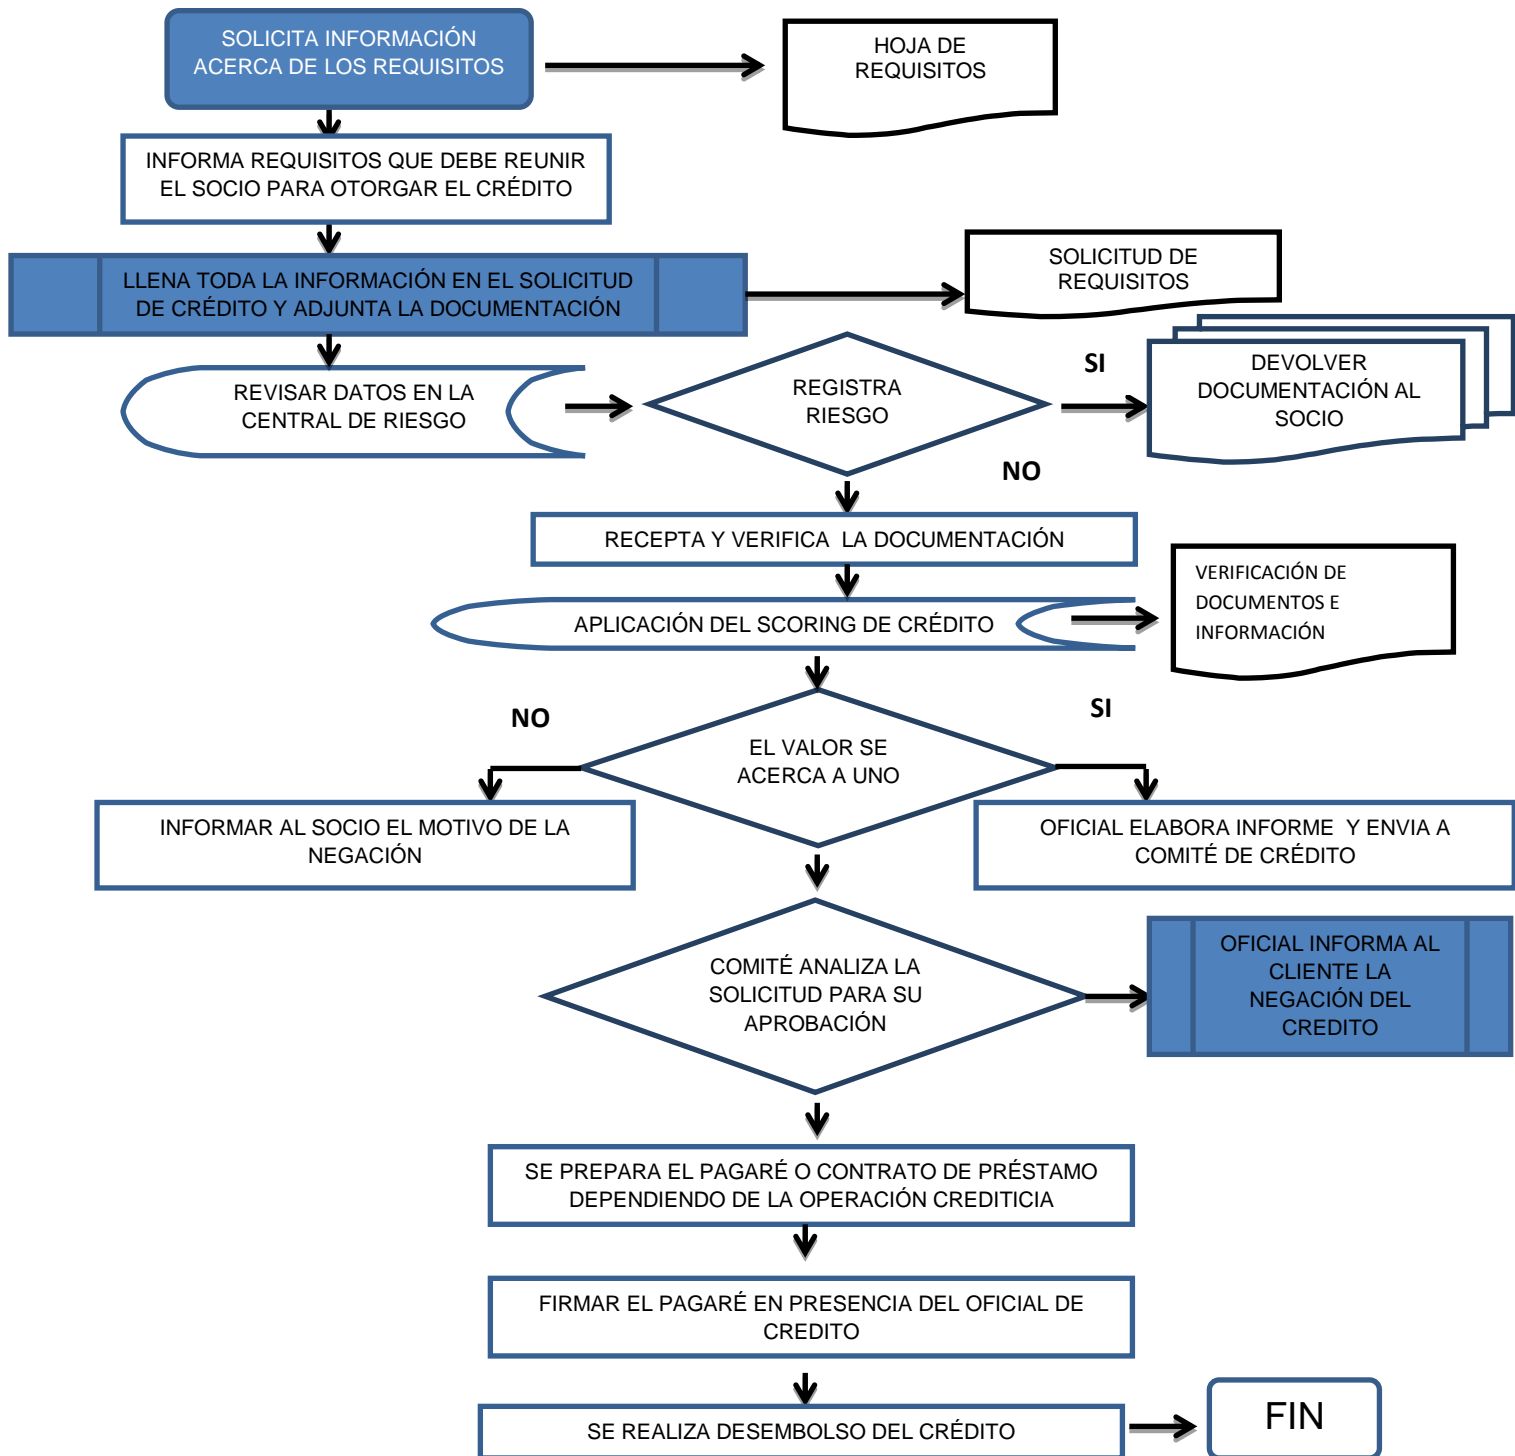 SOLICITA INFORMACIÓN
ACERCA DE LOS REQUISITOS
HOJA DE
REQUISITOS
INFORMA REQUISITOS QUE DEBE REUNIR
EL SOCIO PARA OTORGAR EL CRÉDITO
LLENA TODA LA INFORMACIÓN EN EL SOLICITUD
DE CRÉDITO Y ADJUNTA LA DOCUMENTACIÓN
SOLICITUD DE
REQUISITOS
REVISAR DATOS EN LA
CENTRAL DE RIESGO
REGISTRA
RIESGO
SI
DEVOLVER
DOCUMENTACIÓN AL
SOCIO
NO
RECEPTA Y VERIFICA  LA DOCUMENTACIÓN
APLICACIÓN DEL SCORING DE CRÉDITO
VERIFICACIÓN DE
DOCUMENTOS E
INFORMACIÓN
NO
SI
EL VALOR SE
ACERCA A UNO
INFORMAR AL SOCIO EL MOTIVO DE LA
NEGACIÓN
OFICIAL ELABORA INFORME  Y ENVIA A
COMITÉ DE CRÉDITO
COMITÉ ANALIZA LA
SOLICITUD PARA SU
APROBACIÓN
OFICIAL INFORMA AL
CLIENTE LA
NEGACIÓN DEL
CREDITO
SE PREPARA EL PAGARÉ O CONTRATO DE PRÉSTAMO
DEPENDIENDO DE LA OPERACIÓN CREDITICIA
FIRMAR EL PAGARÉ EN PRESENCIA DEL OFICIAL DE
CREDITO
SE REALIZA DESEMBOLSO DEL CRÉDITO
FIN